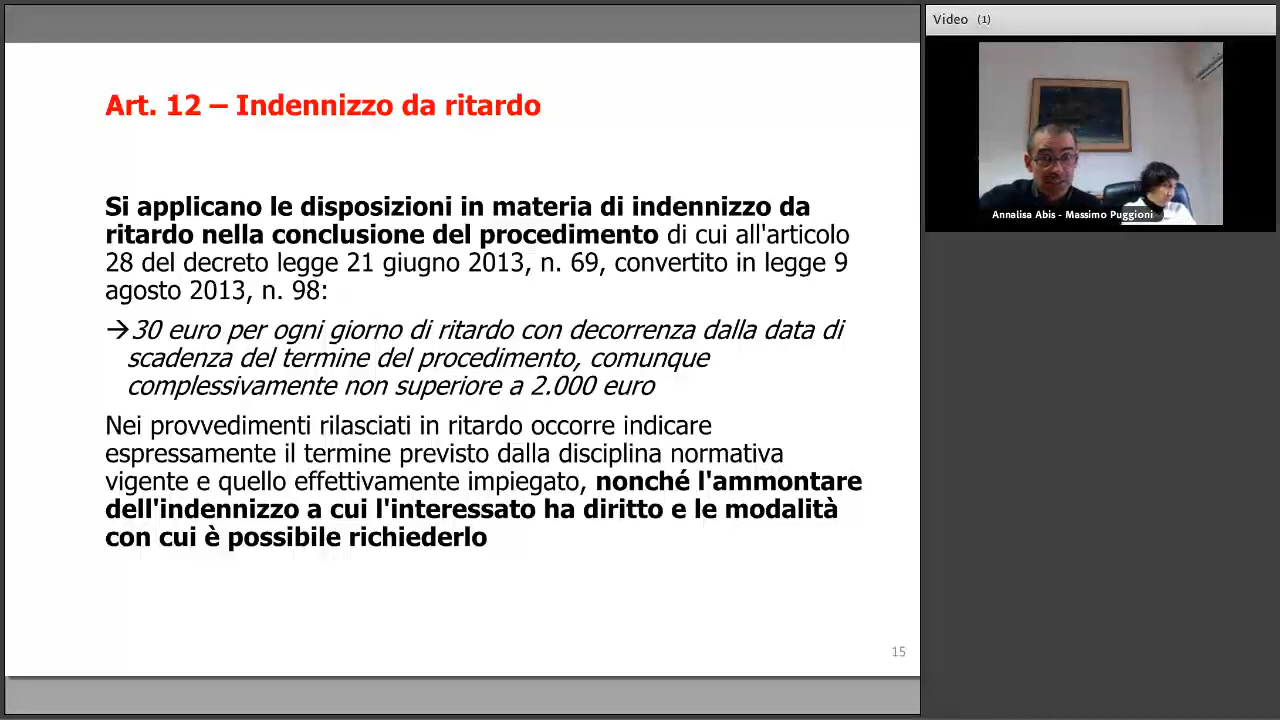 Art. 12 – Indennizzo da ritardo
Si applicano le disposizioni in materia di indennizzo da
ritardo nella conclusione del procedimento di cui all'articolo
28 del decreto legge 21 giugno 2013, n. 69, convertito in legge 9
agosto 2013, n. 98:
→30 euro per ogni giorno di ritardo con decorrenza dalla data di
scadenza del termine del procedimento, comunque
complessivamente non superiore a 2.000 euro
Nei provvedimenti rilasciati in ritardo occorre indicare
espressamente il termine previsto dalla disciplina normativa
vigente e quello effettivamente impiegato, nonché l'ammontare
dell'indennizzo a cui l'interessato ha diritto e le modalità
con cui è possibile richiederlo
15
Video (1)
Annalisa Abis - Massimo Puggioni